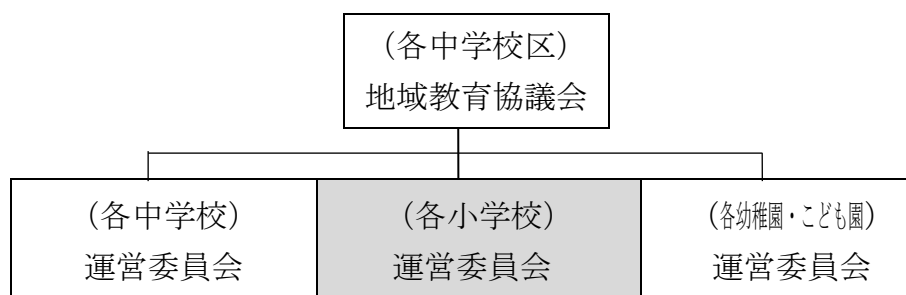 （各中学校区）
地域教育協議会
（各中学校）
運営委員会
（各小学校）
運営委員会
（各幼稚園・こども園）
運営委員会